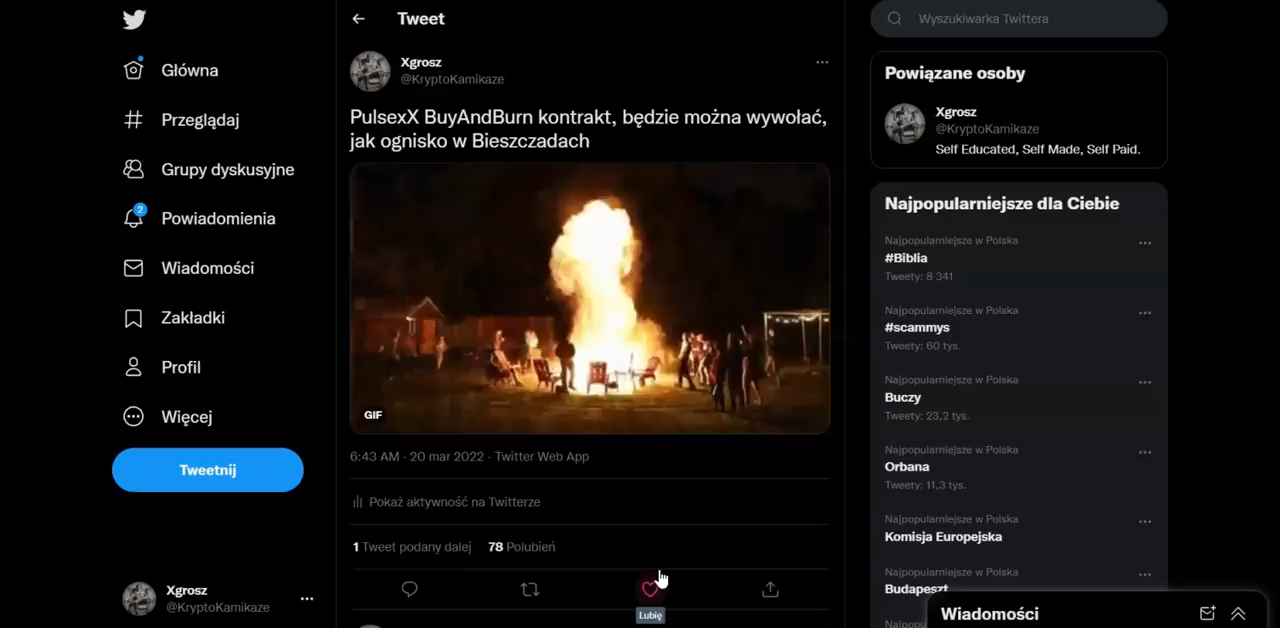 Główna
Przeglądaj
Grupy dyskusyjne
2
Powiadomienia
Wiadomości
Zakładki
Profil
Więcej
Tweetnij
Xgrosz
@KryptoKamikaze
Tweet
Xgrosz
@KryptoKamikaze
PulsexX BuyAndBurn kontrakt, będzie można wywołać,
jak ognisko w Bieszczadach
GIF
6:43 AM · 20 mar 2022 · Twitter Web App
Pokaż aktywność na Twitterze
1 Tweet podany dalej 78 Polubień
Lubię
Wyszukiwarka Twittera
Powiązane osoby
Xgrosz
@KryptoKamikaze
Self Educated, Self Made, Self Paid.
Najpopularniejsze dla Ciebie
Najpopularniejsze w Polska
#Biblia
Tweety: 8 341
Najpopularniejsze w Polska
#scammys
Tweety: 60 tys.
Najpopularniejsze w Polska
Buczy
Tweety: 23,2 tys.
Najpopularniejsze w Polska
Orbana
Tweety: 11,3 tys.
Najpopularniejsze w Polska
Komisja Europejska
Najpopularniejsze w Polska
Budapeszt
Wiadomości